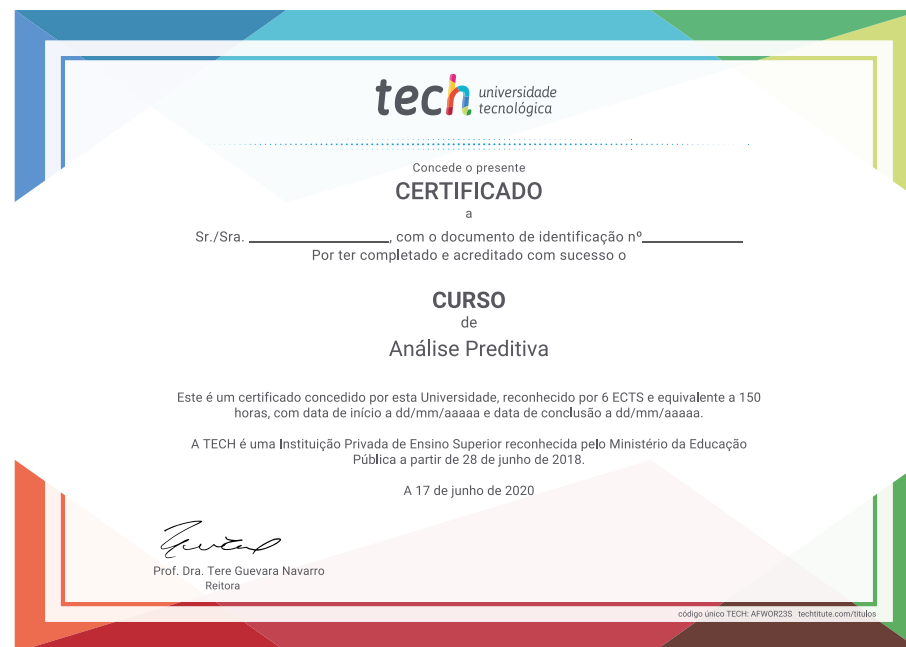 tech universidade
tecnológica
Concede o presente
CERTIFICADO
a
Sr./Sra. ____________________, com o documento de identificação nº______________
Por ter completado e acreditado com sucesso o
CURSO
de
Análise Preditiva
Este é um certificado concedido por esta Universidade, reconhecido por 6 ECTS e equivalente a 150
horas, com data de início a dd/mm/aaaaa e data de conclusão a dd/mm/aaaaa.
A TECH é uma Instituição Privada de Ensino Superior reconhecida pelo Ministério da Educação
Pública a partir de 28 de junho de 2018.
A 17 de junho de 2020
Prof. Dra. Tere Guevara Navarro
Reitora
código único TECH: AFWOR23S techtitute.com/titulos